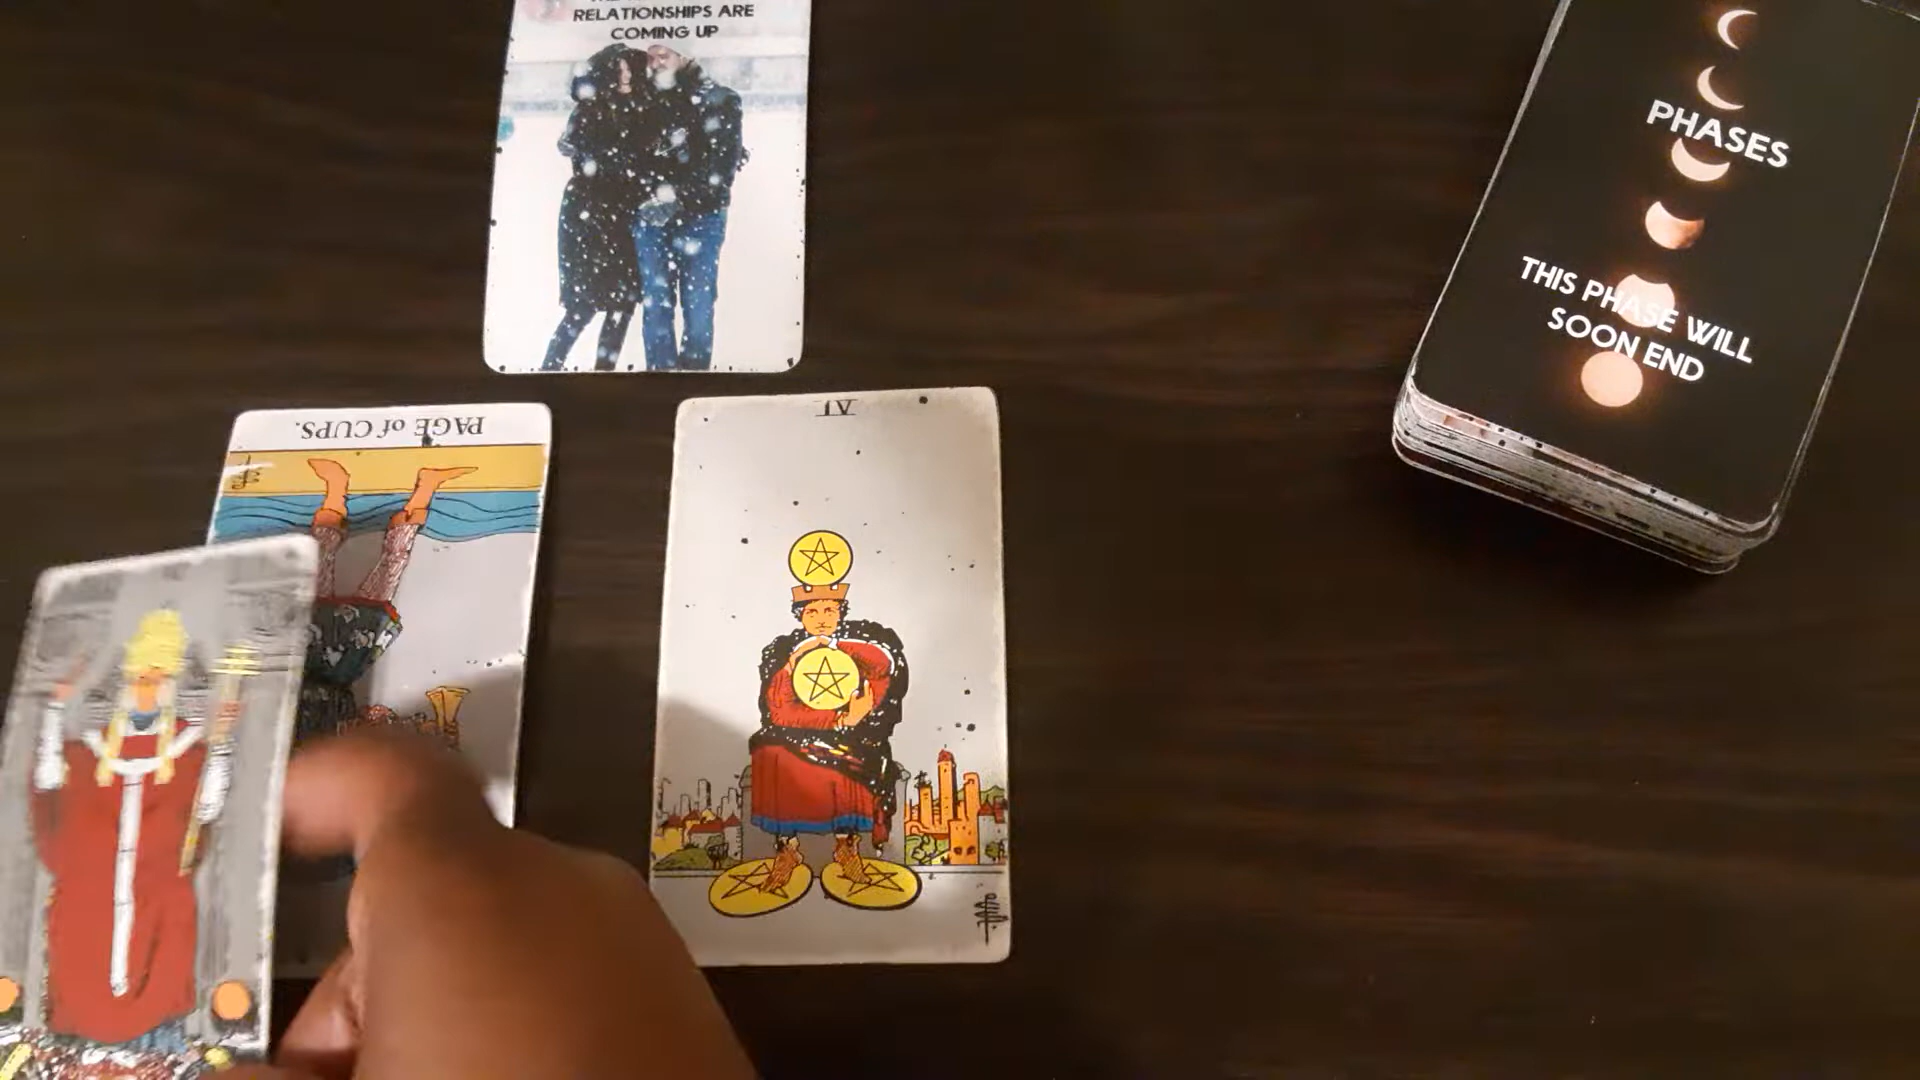 RELATIONSHIPS ARE
COMING UP
PHASES
THIS PHASE WILL
SOON END
PAGE of CUPS.
IV